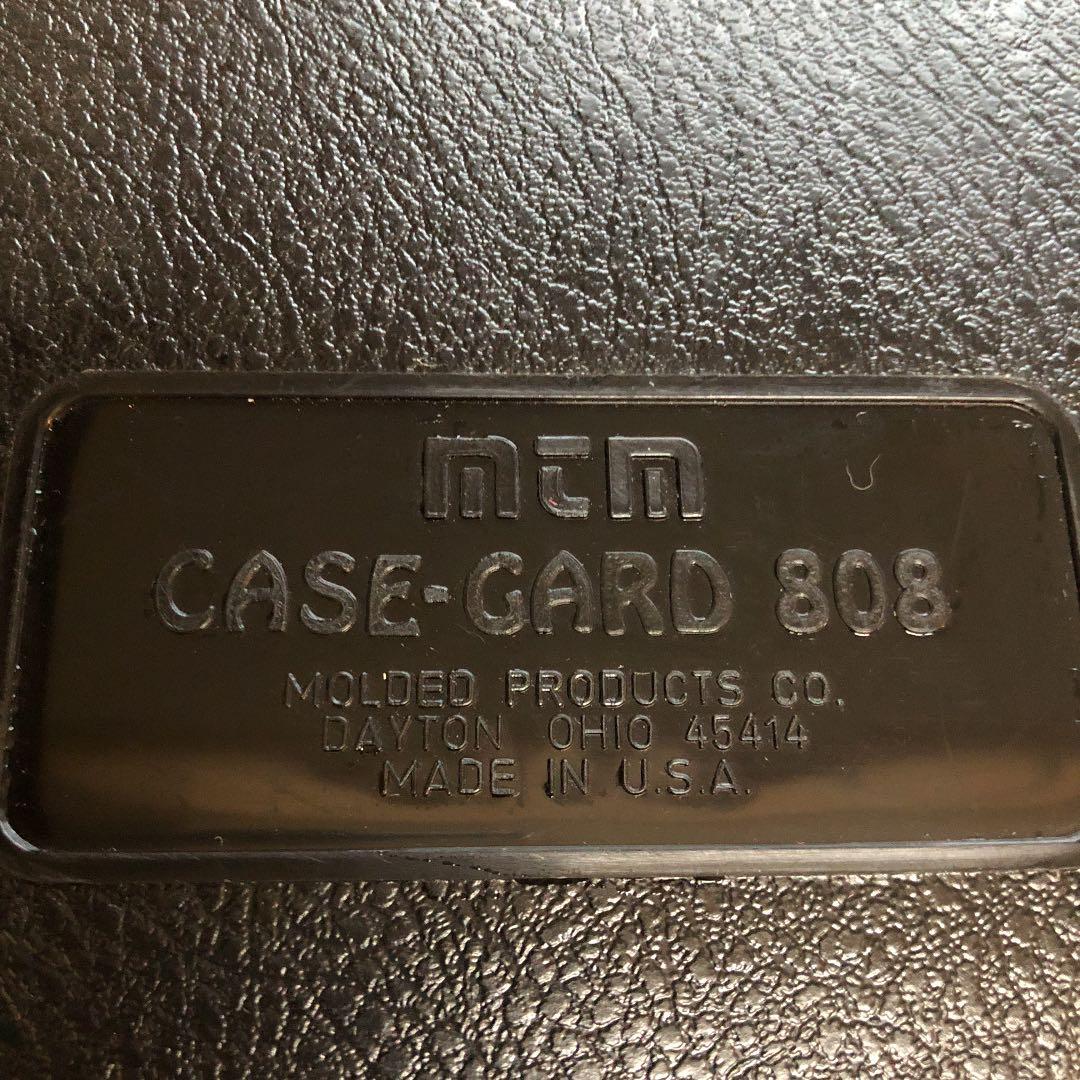 MTM
CASE-GARD 808
MOLDED PRODUCTS CO.
DAYTON OHIO 45414
MADE IN U.S.A.